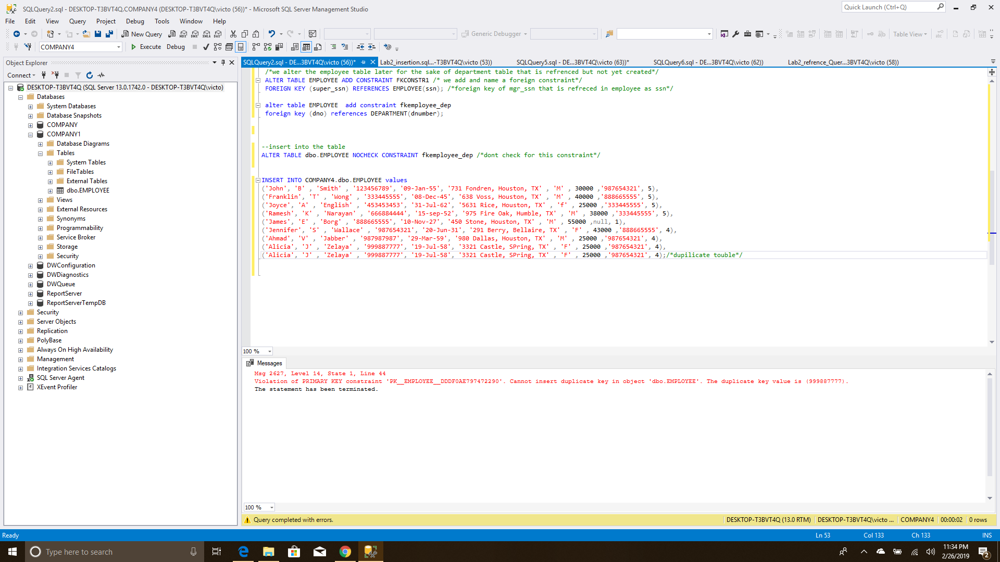 SQLQuery2.sql - DESKTOP-T3BVT4Q.COMPANY4 (DESKTOP-T3BVT4Q\victo (56))* - Microsoft SQL Server Management Studio
Quick Launch (Ctrl+Q)
File Edit View Query Project Debug Tools Window Help
New Query
MDX DMX XMLA DAX
Generic Debugger
Table View
COMPANY4
Execute Debug
Object Explorer
SQLQuery2.sql - DE...3BVT4Q\victo (56))*
Lab2_insertion.sql...-T3BVT4Q\victo (53))
SQLQuery5.sql - DE...3BVT4Q\victo (63))*
SQLQuery6.sql - DE...3BVT4Q\victo (62))
Lab2_refrence_Quer...3BVT4Q\victo (58))
Connect
DESKTOP-T3BVT4Q (SQL Server 13.0.1742.0 - DESKTOP-T3BVT4Q\victo)
Databases
System Databases
Database Snapshots
COMPANY
COMPANY1
Database Diagrams
Tables
System Tables
FileTables
External Tables
dbo.EMPLOYEE
Views
External Resources
Synonyms
Programmability
Service Broker
Storage
Security
DWConfiguration
DWDiagnostics
DWQueue
ReportServer
ReportServerTempDB
Security
Server Objects
Replication
PolyBase
Always On High Availability
Management
Integration Services Catalogs
SQL Server Agent
XEvent Profiler
/*we alter the employee table later for the sake of department table that is refrenced but not yet created*/
ALTER TABLE EMPLOYEE ADD CONSTRAINT FKCONSTR1 /* we add and name a foreign constraint*/
FOREIGN KEY (super_ssn) REFERENCES EMPLOYEE(ssn); /*foreign key of mgr_ssn that is refreced in employee as ssn*/
alter table EMPLOYEE  add constraint fkemployee_dep
foreign key (dno) references DEPARTMENT(dnumber);
--insert into the table
ALTER TABLE dbo.EMPLOYEE NOCHECK CONSTRAINT fkemployee_dep /*dont check for this constraint*/
INSERT INTO COMPANY4.dbo.EMPLOYEE values
('John', 'B' , 'Smith' , '123456789', '09-Jan-55', '731 Fondren, Houston, TX' , 'M' , 30000 ,'987654321', 5),
('Franklin', 'T' , 'Wong' , '333445555', '08-Dec-45', '638 Voss, Houston, TX' , 'M' , 40000 ,'888665555', 5),
('Joyce', 'A' , 'English' , '453453453', '31-Jul-62', '5631 Rice, Houston, TX' , 'f' , 25000 ,'333445555', 5),
('Ramesh', 'K' , 'Narayan' , '666884444', '15-sep-52', '975 Fire Oak, Humble, TX' , 'M' , 38000 ,'333445555', 5),
('James', 'E' , 'Borg' , '888665555', '10-Nov-27', '450 Stone, Houston, TX' , 'M' , 55000 ,null, 1),
('Jennifer', 'S' , 'Wallace' , '987654321', '20-Jun-31', '291 Berry, Bellaire, TX' , 'F' , 43000 ,'888665555', 4),
('Ahmad', 'V' , 'Jabber' , '987987987', '29-Mar-59', '980 Dallas, Houston, TX' , 'M' , 25000 ,'987654321', 4),
('Alicia', 'J' , 'Zelaya' , '999887777', '19-Jul-58', '3321 Castle, SPring, TX' , 'F' , 25000 ,'987654321', 4),
('Alicia', 'J' , 'Zelaya' , '999887777', '19-Jul-58', '3321 Castle, SPring, TX' , 'F' , 25000 ,'987654321', 4);/*dupilicate touble*/
100 %
Messages
Msg 2627, Level 14, State 1, Line 44
Violation of PRIMARY KEY constraint 'PK__EMPLOYEE__DDDF0AE797472290'. Cannot insert duplicate key in object 'dbo.EMPLOYEE'. The duplicate key value is (999887777).
The statement has been terminated.
100 %
Query completed with errors.
DESKTOP-T3BVT4Q (13.0 RTM)
DESKTOP-T3BVT4Q\victo ...
COMPANY4
00:00:02
0 rows
Ready
Ln 53
Col 133
Ch 133
INS
Type here to search
11:34 PM
2/26/2019
2